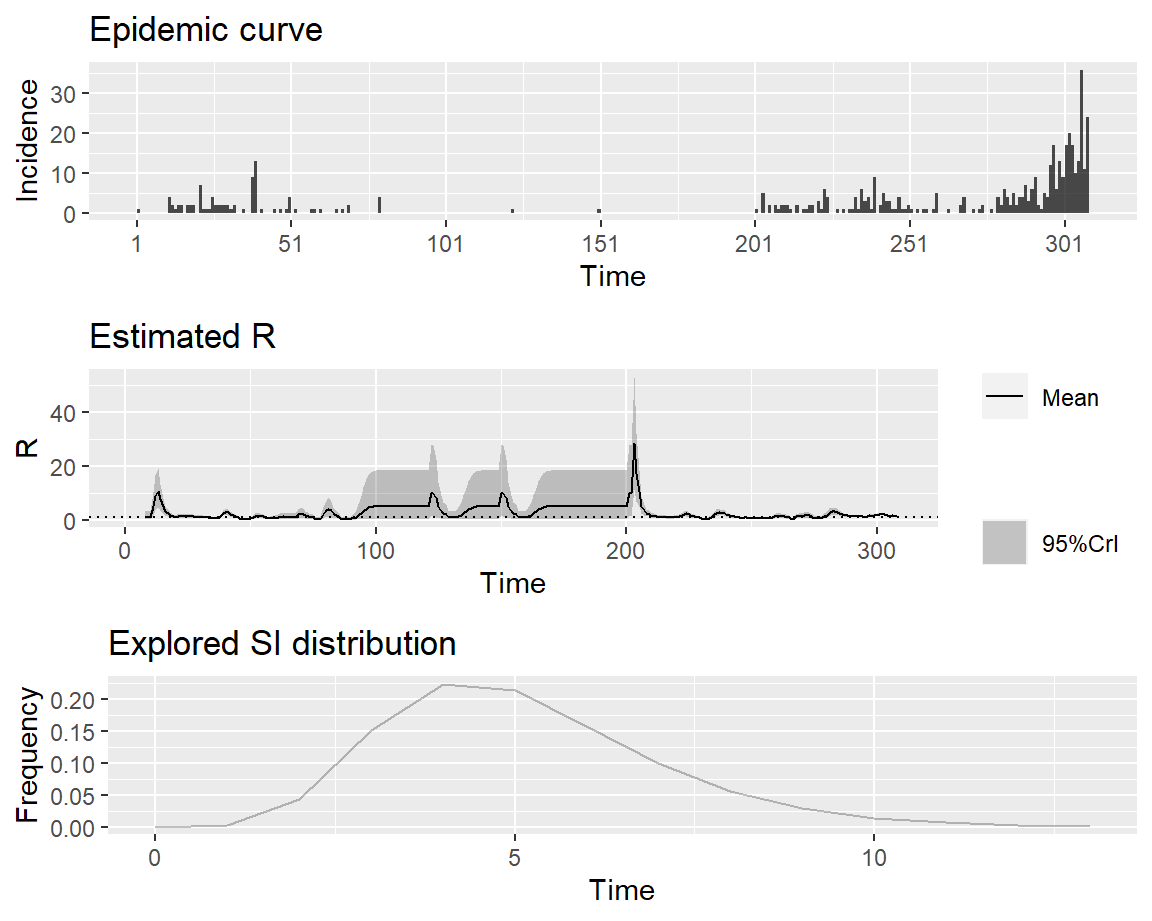 Epidemic curve
Incidence
30
20
10
0
1 51 101 151 201 251 301
Time
Estimated R
R
40
20
0
0 100 200 300
Time
Mean
95%CrI
Explored SI distribution
Frequency
0.20
0.15
0.10
0.05
0.00
0 5 10
Time